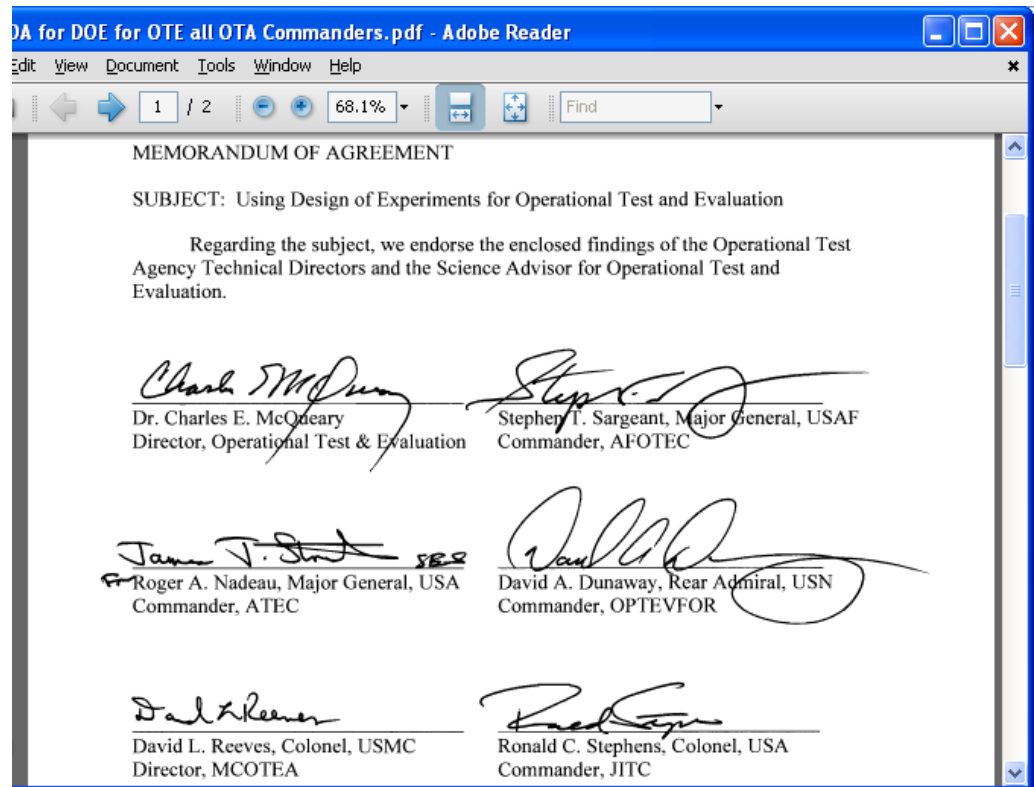 OA for DOE for OTE all OTA Commanders.pdf - Adobe Reader
Edit View Document Tools Window Help
1 / 2 68.1% Find
MEMORANDUM OF AGREEMENT
SUBJECT: Using Design of Experiments for Operational Test and Evaluation
Regarding the subject, we endorse the enclosed findings of the Operational Test
Agency Technical Directors and the Science Advisor for Operational Test and
Evaluation.
Dr. Charles E. McQueary
Director, Operational Test & Evaluation
Stephen T. Sargeant, Major General, USAF
Commander, AFOTEC
James T. SES
For Roger A. Nadeau, Major General, USA
Commander, ATEC
David A. Dunaway, Rear Admiral, USN
Commander, OPTEVFOR
David L. Reeves, Colonel, USMC
Director, MCOTEA
Ronald C. Stephens, Colonel, USA
Commander, JITC